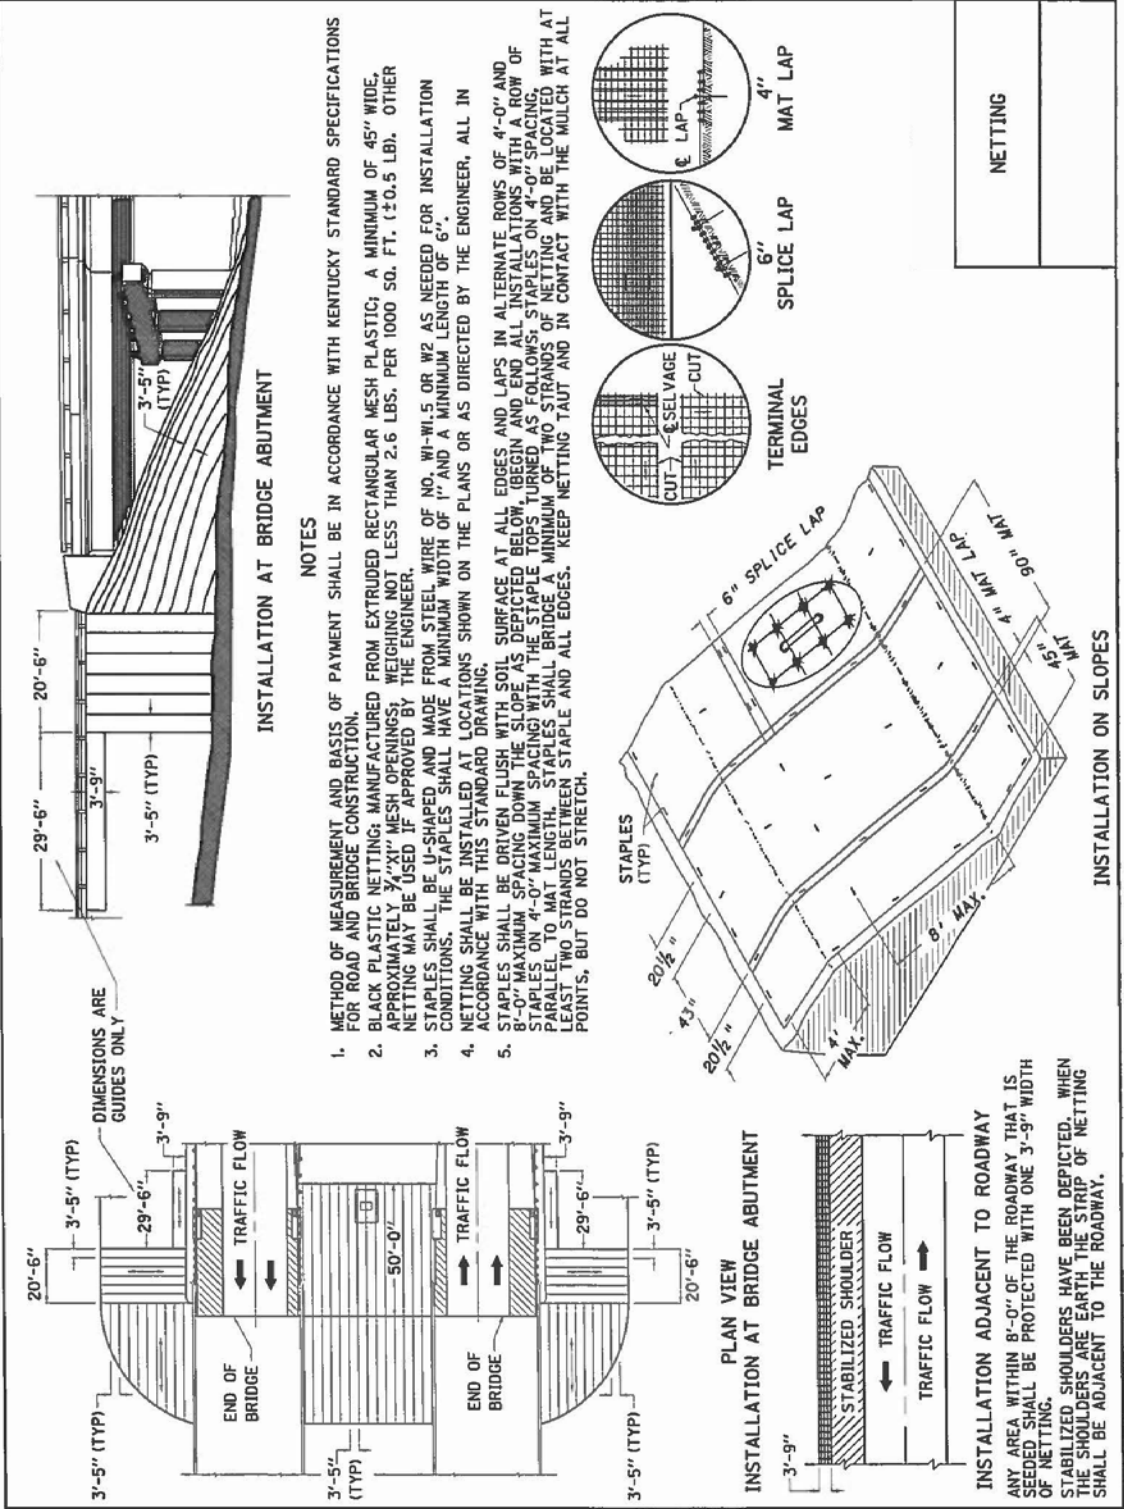 DIMENSIONS ARE
GUIDES ONLY
20'-6"
3'-5" (TYP)
29'-6"
3'-9"
3'-5" (TYP)
3'-5" (TYP)
END OF
BRIDGE
TRAFFIC FLOW
50'-0"
END OF
BRIDGE
TRAFFIC FLOW
3'-9"
29'-6"
3'-5" (TYP)
20'-6"
3'-5" (TYP)
PLAN VIEW
INSTALLATION AT BRIDGE ABUTMENT
29'-6"
20'-6"
3'-9"
3'-5" (TYP)
3'-5"
(TYP)
INSTALLATION AT BRIDGE ABUTMENT
NOTES
1. METHOD OF MEASUREMENT AND BASIS OF PAYMENT SHALL BE IN ACCORDANCE WITH KENTUCKY STANDARD SPECIFICATIONS
FOR ROAD AND BRIDGE CONSTRUCTION.
2. BLACK PLASTIC NETTING: MANUFACTURED FROM EXTRUDED RECTANGULAR MESH PLASTIC; A MINIMUM OF 45" WIDE,
APPROXIMATELY ¾"X1" MESH OPENINGS; WEIGHING NOT LESS THAN 2.6 LBS. PER 1000 SQ. FT. (±0.5 LB). OTHER
NETTING MAY BE USED IF APPROVED BY THE ENGINEER.
3. STAPLES SHALL BE U-SHAPED AND MADE FROM STEEL WIRE OF NO. W1-W1.5 OR W2 AS NEEDED FOR INSTALLATION
CONDITIONS. THE STAPLES SHALL HAVE A MINIMUM WIDTH OF 1" AND A MINIMUM LENGTH OF 6".
4. NETTING SHALL BE INSTALLED AT LOCATIONS SHOWN ON THE PLANS OR AS DIRECTED BY THE ENGINEER, ALL IN
ACCORDANCE WITH THIS STANDARD DRAWING.
5. STAPLES SHALL BE DRIVEN FLUSH WITH SOIL SURFACE AT ALL EDGES AND LAPS IN ALTERNATE ROWS OF 4'-0" AND
8'-0" MAXIMUM SPACING DOWN THE SLOPE AS DEPICTED BELOW, (BEGIN AND END ALL INSTALLATIONS WITH A ROW OF
STAPLES ON 4'-0" MAXIMUM SPACING) WITH THE STAPLE TOPS TURNED AS FOLLOWS: STAPLES ON 4'-0" SPACING,
PARALLEL TO MAT LENGTH. STAPLES SHALL BRIDGE A MINIMUM OF TWO STRANDS OF NETTING AND BE LOCATED WITH AT
LEAST TWO STRANDS BETWEEN STAPLE AND ALL EDGES. KEEP NETTING TAUT AND IN CONTACT WITH THE MULCH AT ALL
POINTS, BUT DO NOT STRETCH.
3'-9"
STABILIZED SHOULDER
TRAFFIC FLOW
TRAFFIC FLOW
INSTALLATION ADJACENT TO ROADWAY
ANY AREA WITHIN 8'-0" OF THE ROADWAY THAT IS
SEEDED SHALL BE PROTECTED WITH ONE 3'-9" WIDTH
OF NETTING.
STABILIZED SHOULDERS HAVE BEEN DEPICTED. WHEN
THE SHOULDERS ARE EARTH THE STRIP OF NETTING
SHALL BE ADJACENT TO THE ROADWAY.
STAPLES
(TYP)
6" SPLICE LAP
20½"
43"
20½"
4'
MAX.
8' MAX.
45"
MAT
4" MAT LAP
90" MAT
INSTALLATION ON SLOPES
CUT
℄ SELVAGE
CUT
TERMINAL
EDGES
6"
SPLICE LAP
℄ LAP
4"
MAT LAP
NETTING
3'-5"
(TYP)